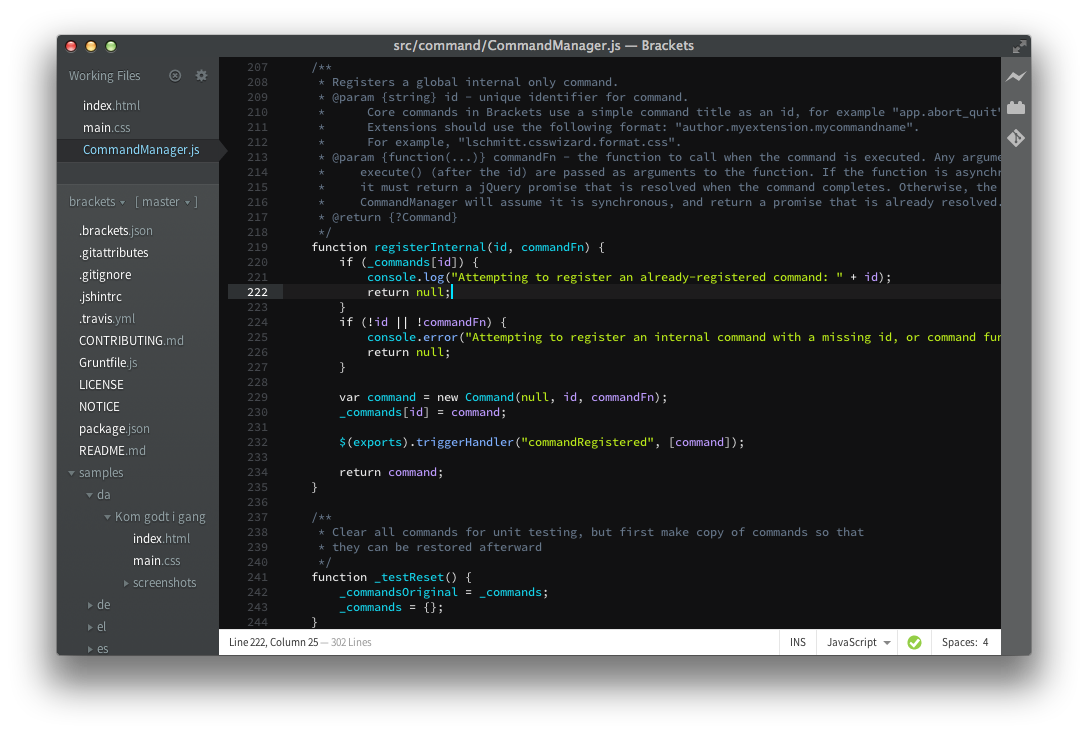 src/command/CommandManager.js — Brackets
Working Files
index.html
main.css
CommandManager.js
brackets [ master ]
.brackets.json
.gitattributes
.gitignore
.jshintrc
.travis.yml
CONTRIBUTING.md
Gruntfile.js
LICENSE
NOTICE
package.json
README.md
samples
da
Kom godt i gang
index.html
main.css
screenshots
de
el
es
207 /**
208 * Registers a global internal only command.
209 * @param {string} id - unique identifier for command.
210 * Core commands in Brackets use a simple command title as an id, for example "app.abort_quit"
211 * Extensions should use the following format: "author.myextension.mycommandname".
212 * For example, "lschmitt.csswizard.format.css".
213 * @param {function(...)} commandFn - the function to call when the command is executed. Any argume
214 * execute() (after the id) are passed as arguments to the function. If the function is asynchr
215 * it must return a jQuery promise that is resolved when the command completes. Otherwise, the
216 * CommandManager will assume it is synchronous, and return a promise that is already resolved.
217 * @return {?Command}
218 */
219 function registerInternal(id, commandFn) {
220 if (_commands[id]) {
221 console.log("Attempting to register an already-registered command: " + id);
222 return null;
223 }
224 if (!id || !commandFn) {
225 console.error("Attempting to register an internal command with a missing id, or command fun
226 return null;
227 }
228
229 var command = new Command(null, id, commandFn);
230 _commands[id] = command;
231
232 $(exports).triggerHandler("commandRegistered", [command]);
233
234 return command;
235 }
236
237 /**
238 * Clear all commands for unit testing, but first make copy of commands so that
239 * they can be restored afterward
240 */
241 function _testReset() {
242 _commandsOriginal = _commands;
243 _commands = {};
244 }
Line 222, Column 25 — 302 Lines
INS
JavaScript
Spaces: 4